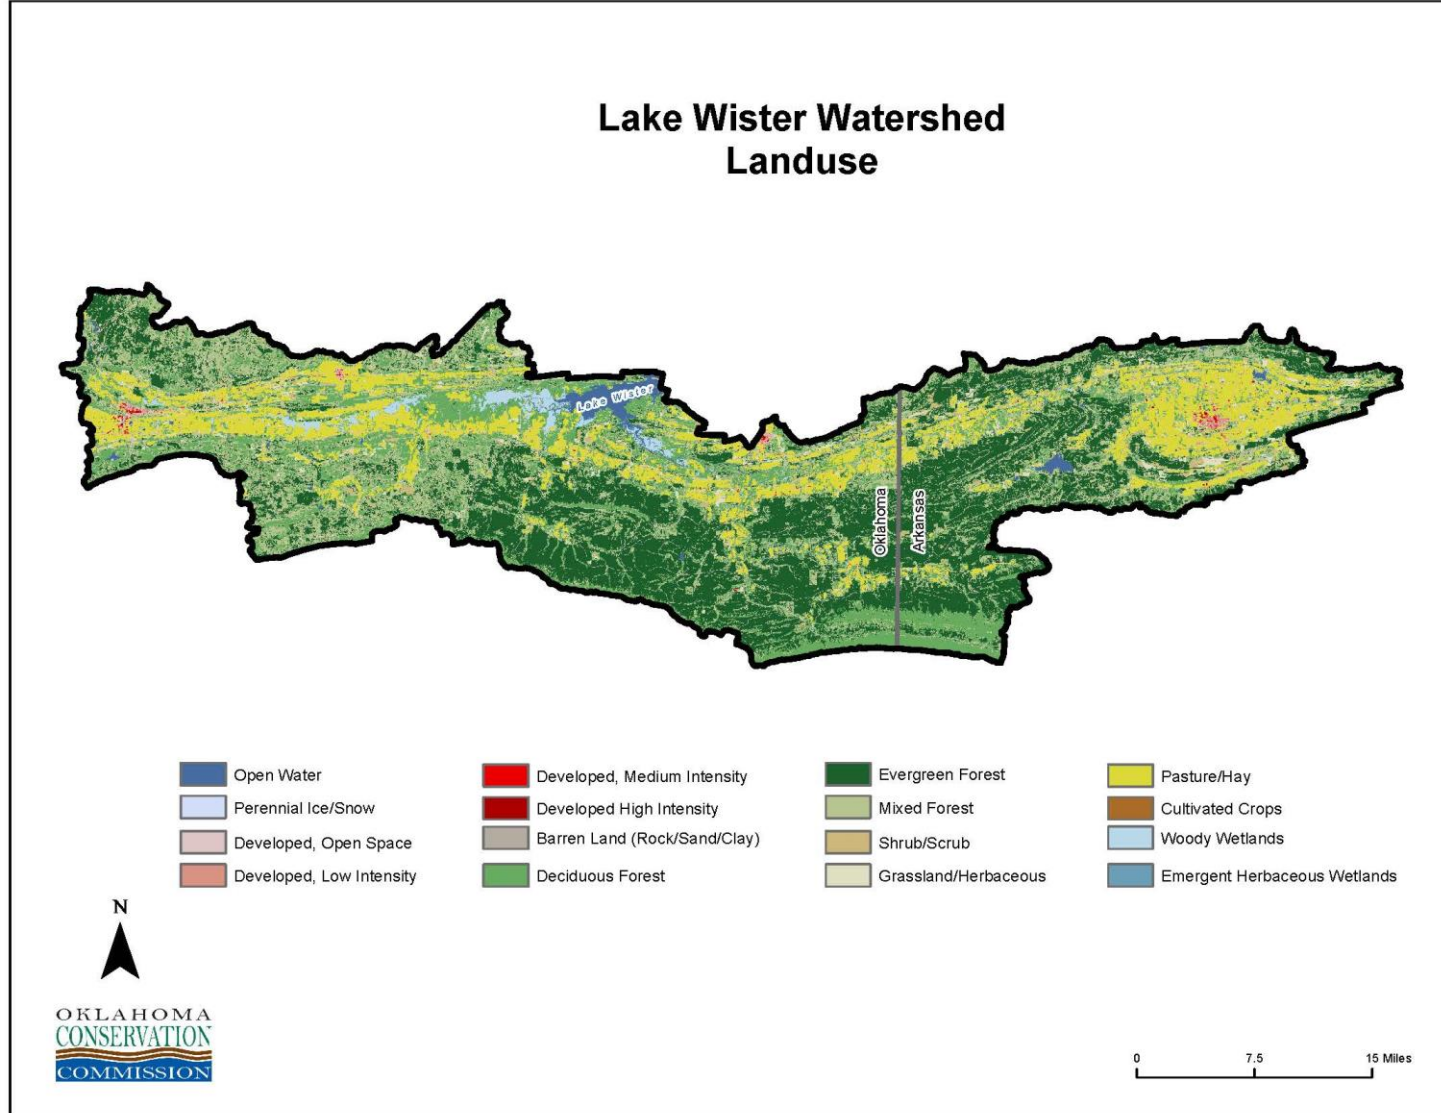 Lake Wister Watershed
Landuse
Lake Wister
Oklahoma
Arkansas
Open Water
Perennial Ice/Snow
Developed, Open Space
Developed, Low Intensity
Developed, Medium Intensity
Developed High Intensity
Barren Land (Rock/Sand/Clay)
Deciduous Forest
Evergreen Forest
Mixed Forest
Shrub/Scrub
Grassland/Herbaceous
Pasture/Hay
Cultivated Crops
Woody Wetlands
Emergent Herbaceous Wetlands
N
OKLAHOMA
CONSERVATION
COMMISSION
0 7.5 15 Miles